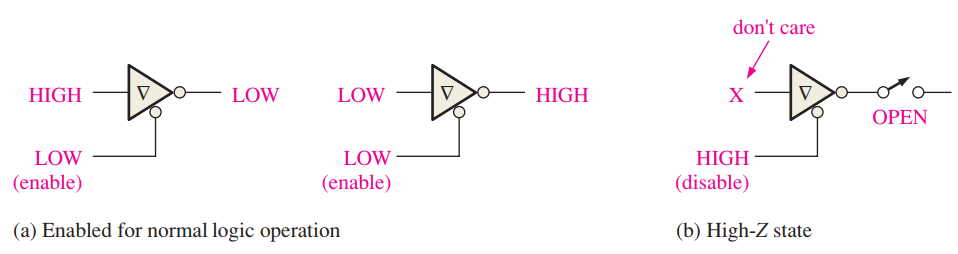 don't care
HIGH LOW LOW HIGH X
OPEN
LOW LOW HIGH
(enable) (enable) (disable)
(a) Enabled for normal logic operation (b) High-Z state